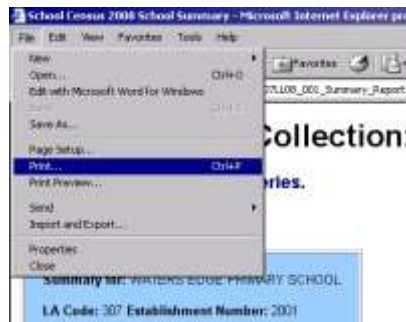 School Census 2008 School Summary - Microsoft Internet Explorer pro
File Edit View Favorites Tools Help
New
Open... Ctrl+O
Edit with Microsoft Word for Windows
Save As...
Page Setup...
Print... Ctrl+P
Print Preview...
Send
Import and Export...
Properties
Close
Favorites
_001_Summary_Report
Collection:
ries.
Summary for: WATERS EDGE PRIMARY SCHOOL
LA Code: 307 Establishment Number: 2001